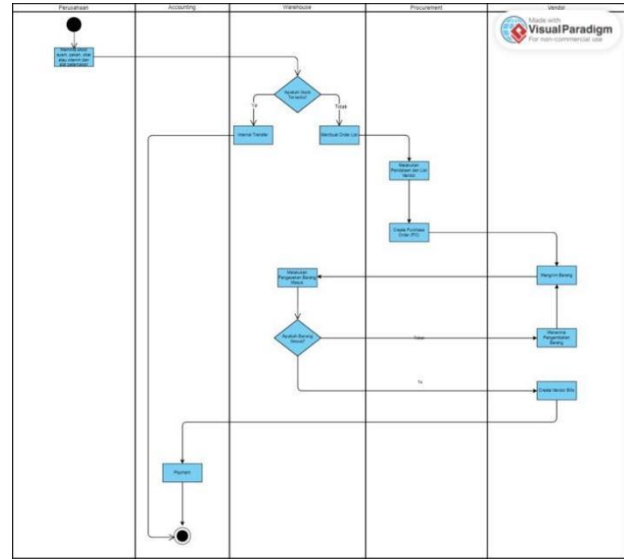 Perusahaan
Accounting
Warehouse
Procurement
Vendor
Made with
Visual Paradigm
For non-commercial use
Apakah Stock
Tersedia?
Ya
Tidak
Internal Transfer
Membuat Order List
Melakukan
Pendataan dan List
Vendor
Create Purchase
Order (PO)
Melakukan
Pengecekan Barang
Masuk
Mengirim Barang
Apakah Barang
Sesuai?
Tidak
Menerima
Pengembalian
Barang
Ya
Create Vendor Bills
Payment